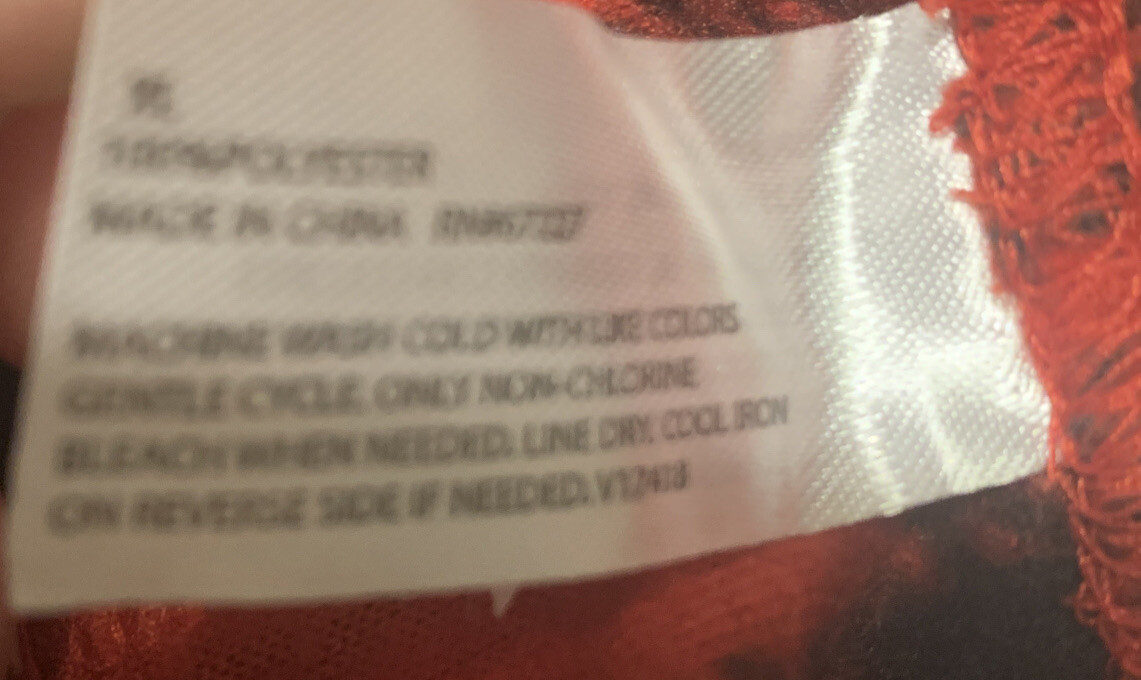 100%POLYESTER
MADE IN CHINA
MACHINE WASH COLD WITH LIKE COLORS
GENTLE CYCLE, ONLY NON-CHLORINE
BLEACH WHEN NEEDED. LINE DRY. COOL IRON
ON REVERSE SIDE IF NEEDED.